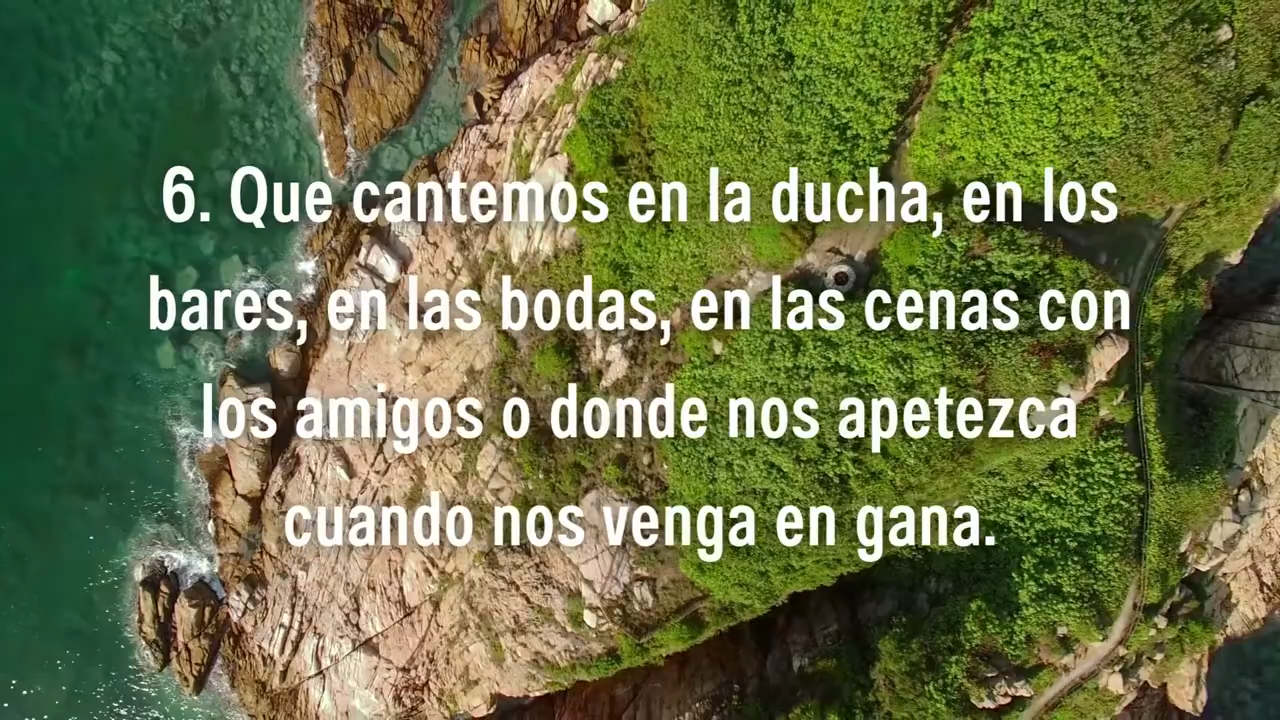 6. Que cantemos en la ducha, en los
bares, en las bodas, en las cenas con
los amigos o donde nos apetezca
cuando nos venga en gana.